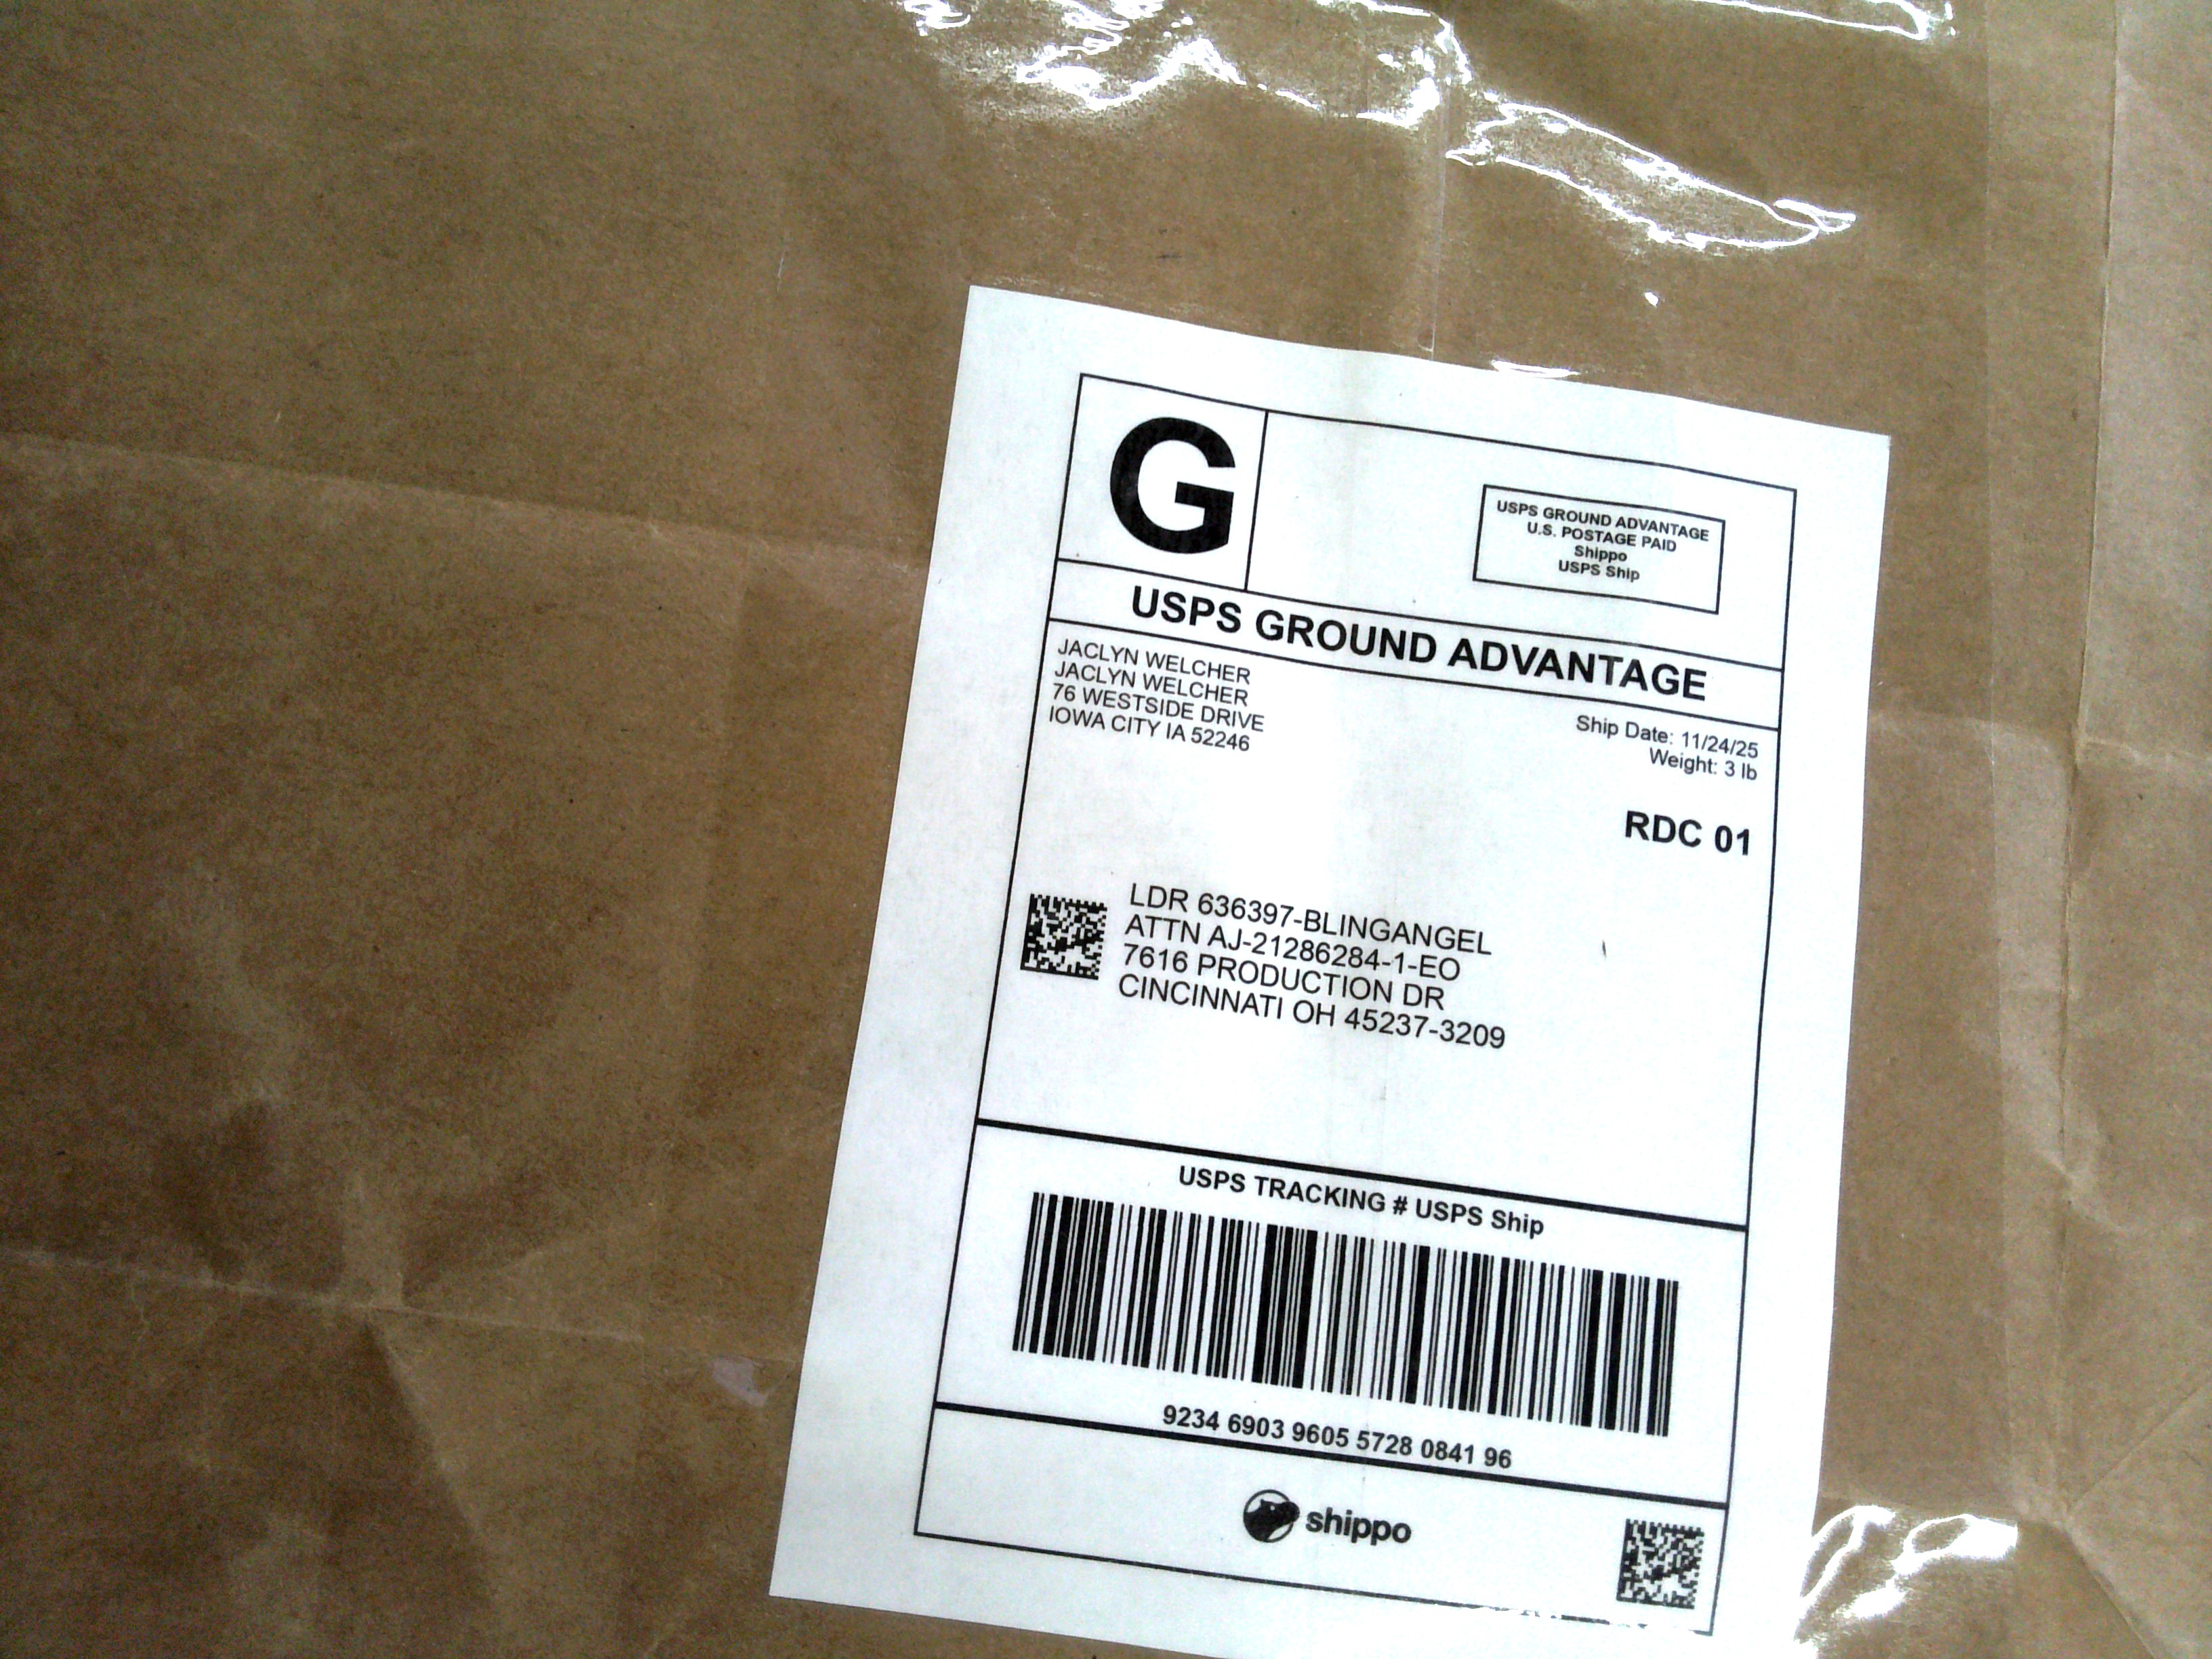 G
USPS GROUND ADVANTAGE
U.S. POSTAGE PAID
Shippo
USPS Ship
USPS GROUND ADVANTAGE
JACLYN WELCHER
JACLYN WELCHER
76 WESTSIDE DRIVE
IOWA CITY IA 52246
Ship Date: 11/24/25
Weight: 3 lb
RDC 01
LDR 636397-BLINGANGEL
ATTN AJ-21286284-1-EO
7616 PRODUCTION DR
CINCINNATI OH 45237-3209
USPS TRACKING # USPS Ship
9234 6903 9605 5728 0841 96
shippo